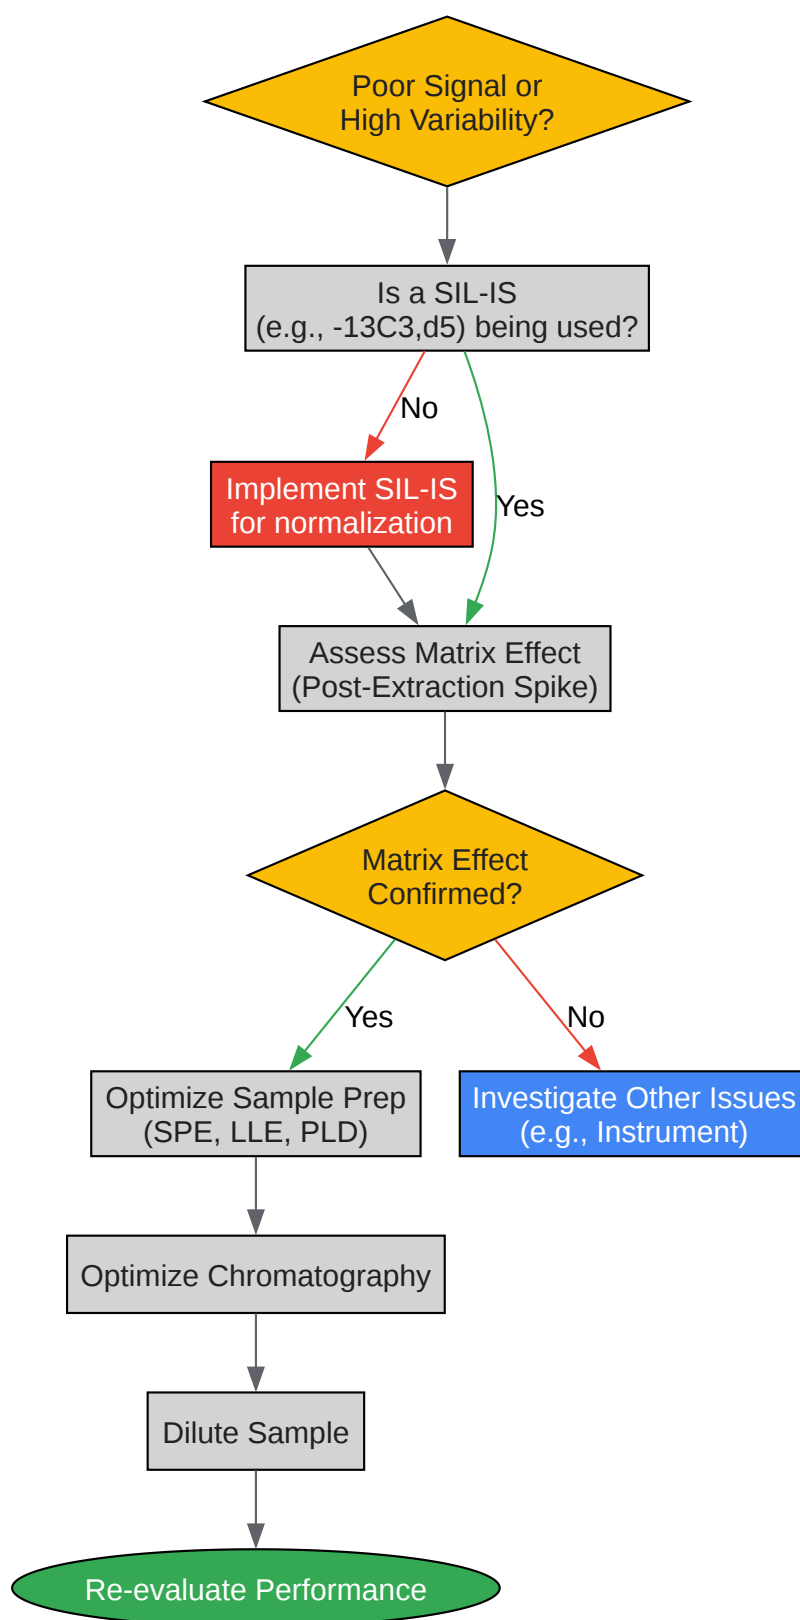 Poor Signal or
High Variability?
Is a SIL-IS
(e.g., -13C3,d5) being used?
No
Implement SIL-IS
for normalization
Yes
Assess Matrix Effect
(Post-Extraction Spike)
Matrix Effect
Confirmed?
Yes
No
Optimize Sample Prep
(SPE, LLE, PLD)
Investigate Other Issues
(e.g., Instrument)
Optimize Chromatography
Dilute Sample
Re-evaluate Performance